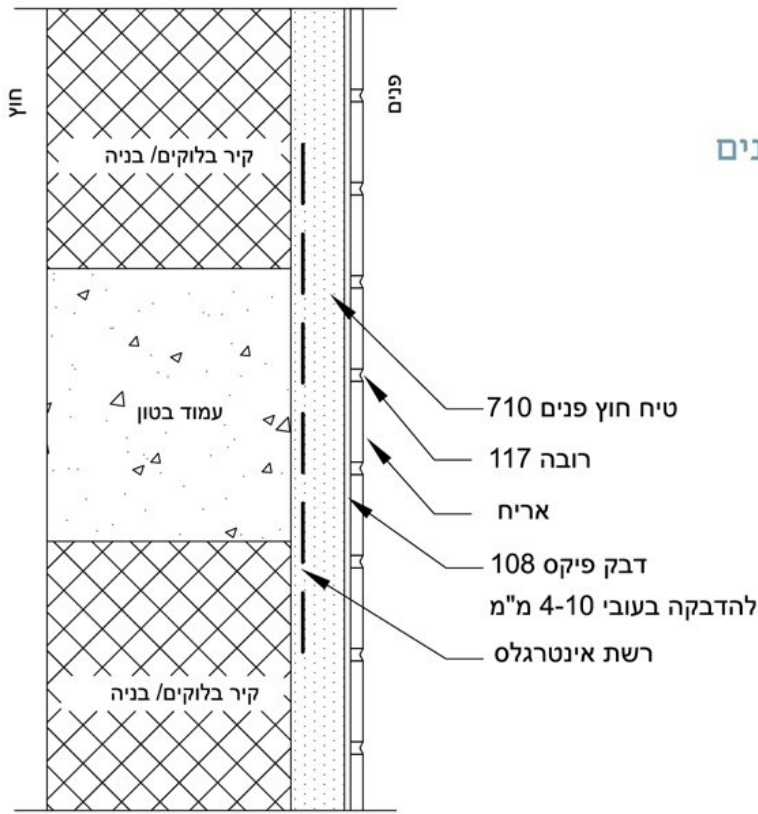 חוץ
פנים
קיר בלוקים/ בניה
עמוד בטון
טיח חוץ פנים 710
רובה 117
אריח
דבק פיקס 108
להדבקה בעובי 4-10 מ"מ
רשת אינטרגלס
קיר בלוקים/ בניה